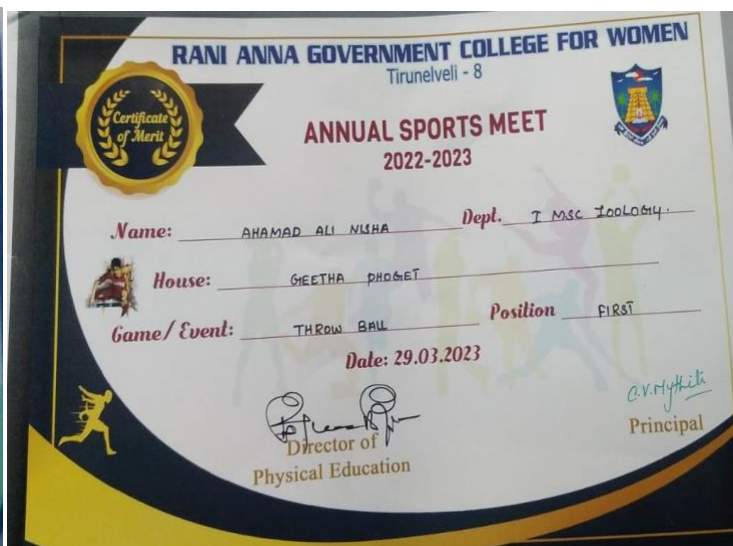 RANI ANNA GOVERNMENT COLLEGE FOR WOMEN
Tirunelveli - 8
Certificate
of Merit
ANNUAL SPORTS MEET
2022-2023
Name: AHAMAD ALI NISHA Dept. I MSC ZOOLOGY.
House: GEETHA PHOGET
Game/ Event: THROW BALL Position FIRST
Date: 29.03.2023
C.V.Mythili
Director of Principal
Physical Education